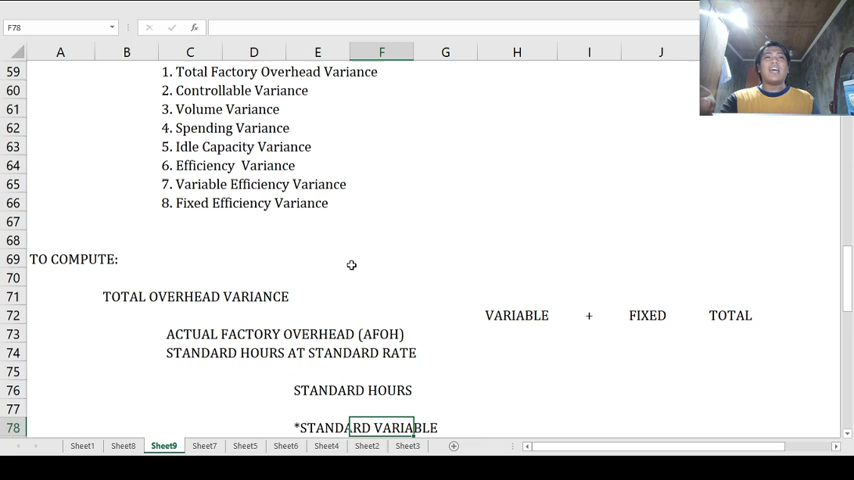 F78
fx
A B C D E F G H I J
59 1. Total Factory Overhead Variance
60 2. Controllable Variance
61 3. Volume Variance
62 4. Spending Variance
63 5. Idle Capacity Variance
64 6. Efficiency  Variance
65 7. Variable Efficiency Variance
66 8. Fixed Efficiency Variance
67
68
69 TO COMPUTE:
70
71 TOTAL OVERHEAD VARIANCE
72 VARIABLE + FIXED TOTAL
73 ACTUAL FACTORY OVERHEAD (AFOH)
74 STANDARD HOURS AT STANDARD RATE
75
76 STANDARD HOURS
77
78 *STANDARD VARIABLE
Sheet1 Sheet8 Sheet9 Sheet7 Sheet5 Sheet6 Sheet4 Sheet2 Sheet3